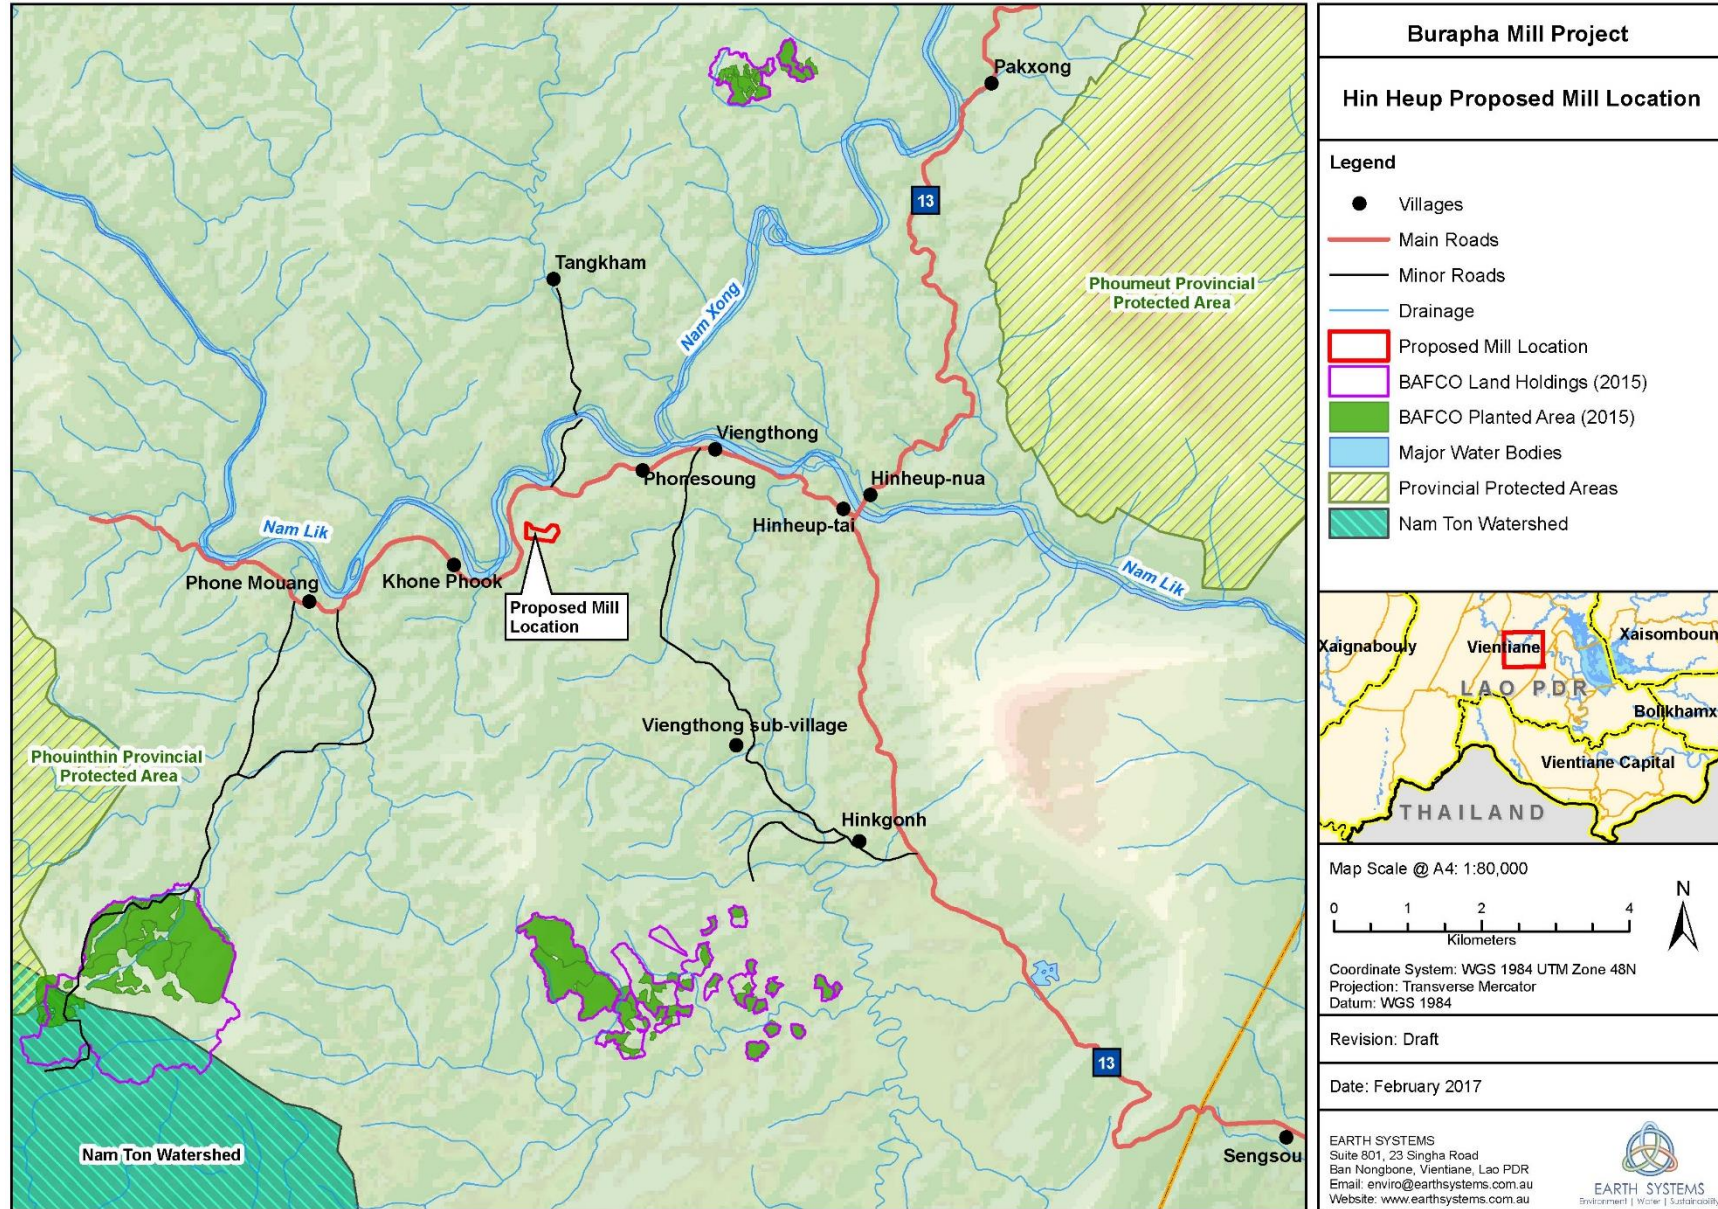 Pakxong
13
Tangkham
Nam Xong
Phoumeut Provincial
Protected Area
Viengthong
Phonesoung
Hinheup-nua
Hinheup-tai
Nam Lik
Phone Mouang
Khone Phook
Proposed Mill
Location
Nam Lik
Viengthong sub-village
Phouinthin Provincial
Protected Area
Hinkgonh
13
Nam Ton Watershed
Sengsou
Burapha Mill Project
Hin Heup Proposed Mill Location
Legend
Villages
Main Roads
Minor Roads
Drainage
Proposed Mill Location
BAFCO Land Holdings (2015)
BAFCO Planted Area (2015)
Major Water Bodies
Provincial Protected Areas
Nam Ton Watershed
Xaignabouly
Vientiane
Xaisomboun
LAO PDR
Bolikhamx
Vientiane Capital
THAILAND
Map Scale @ A4: 1:80,000
N
0 1 2 4
Kilometers
Coordinate System: WGS 1984 UTM Zone 48N
Projection: Transverse Mercator
Datum: WGS 1984
Revision: Draft
Date: February 2017
EARTH SYSTEMS
Suite 801, 23 Singha Road
Ban Nongbone, Vientiane, Lao PDR
Email: enviro@earthsystems.com.au
Website: www.earthsystems.com.au
EARTH SYSTEMS
Environment | Water | Sustainability